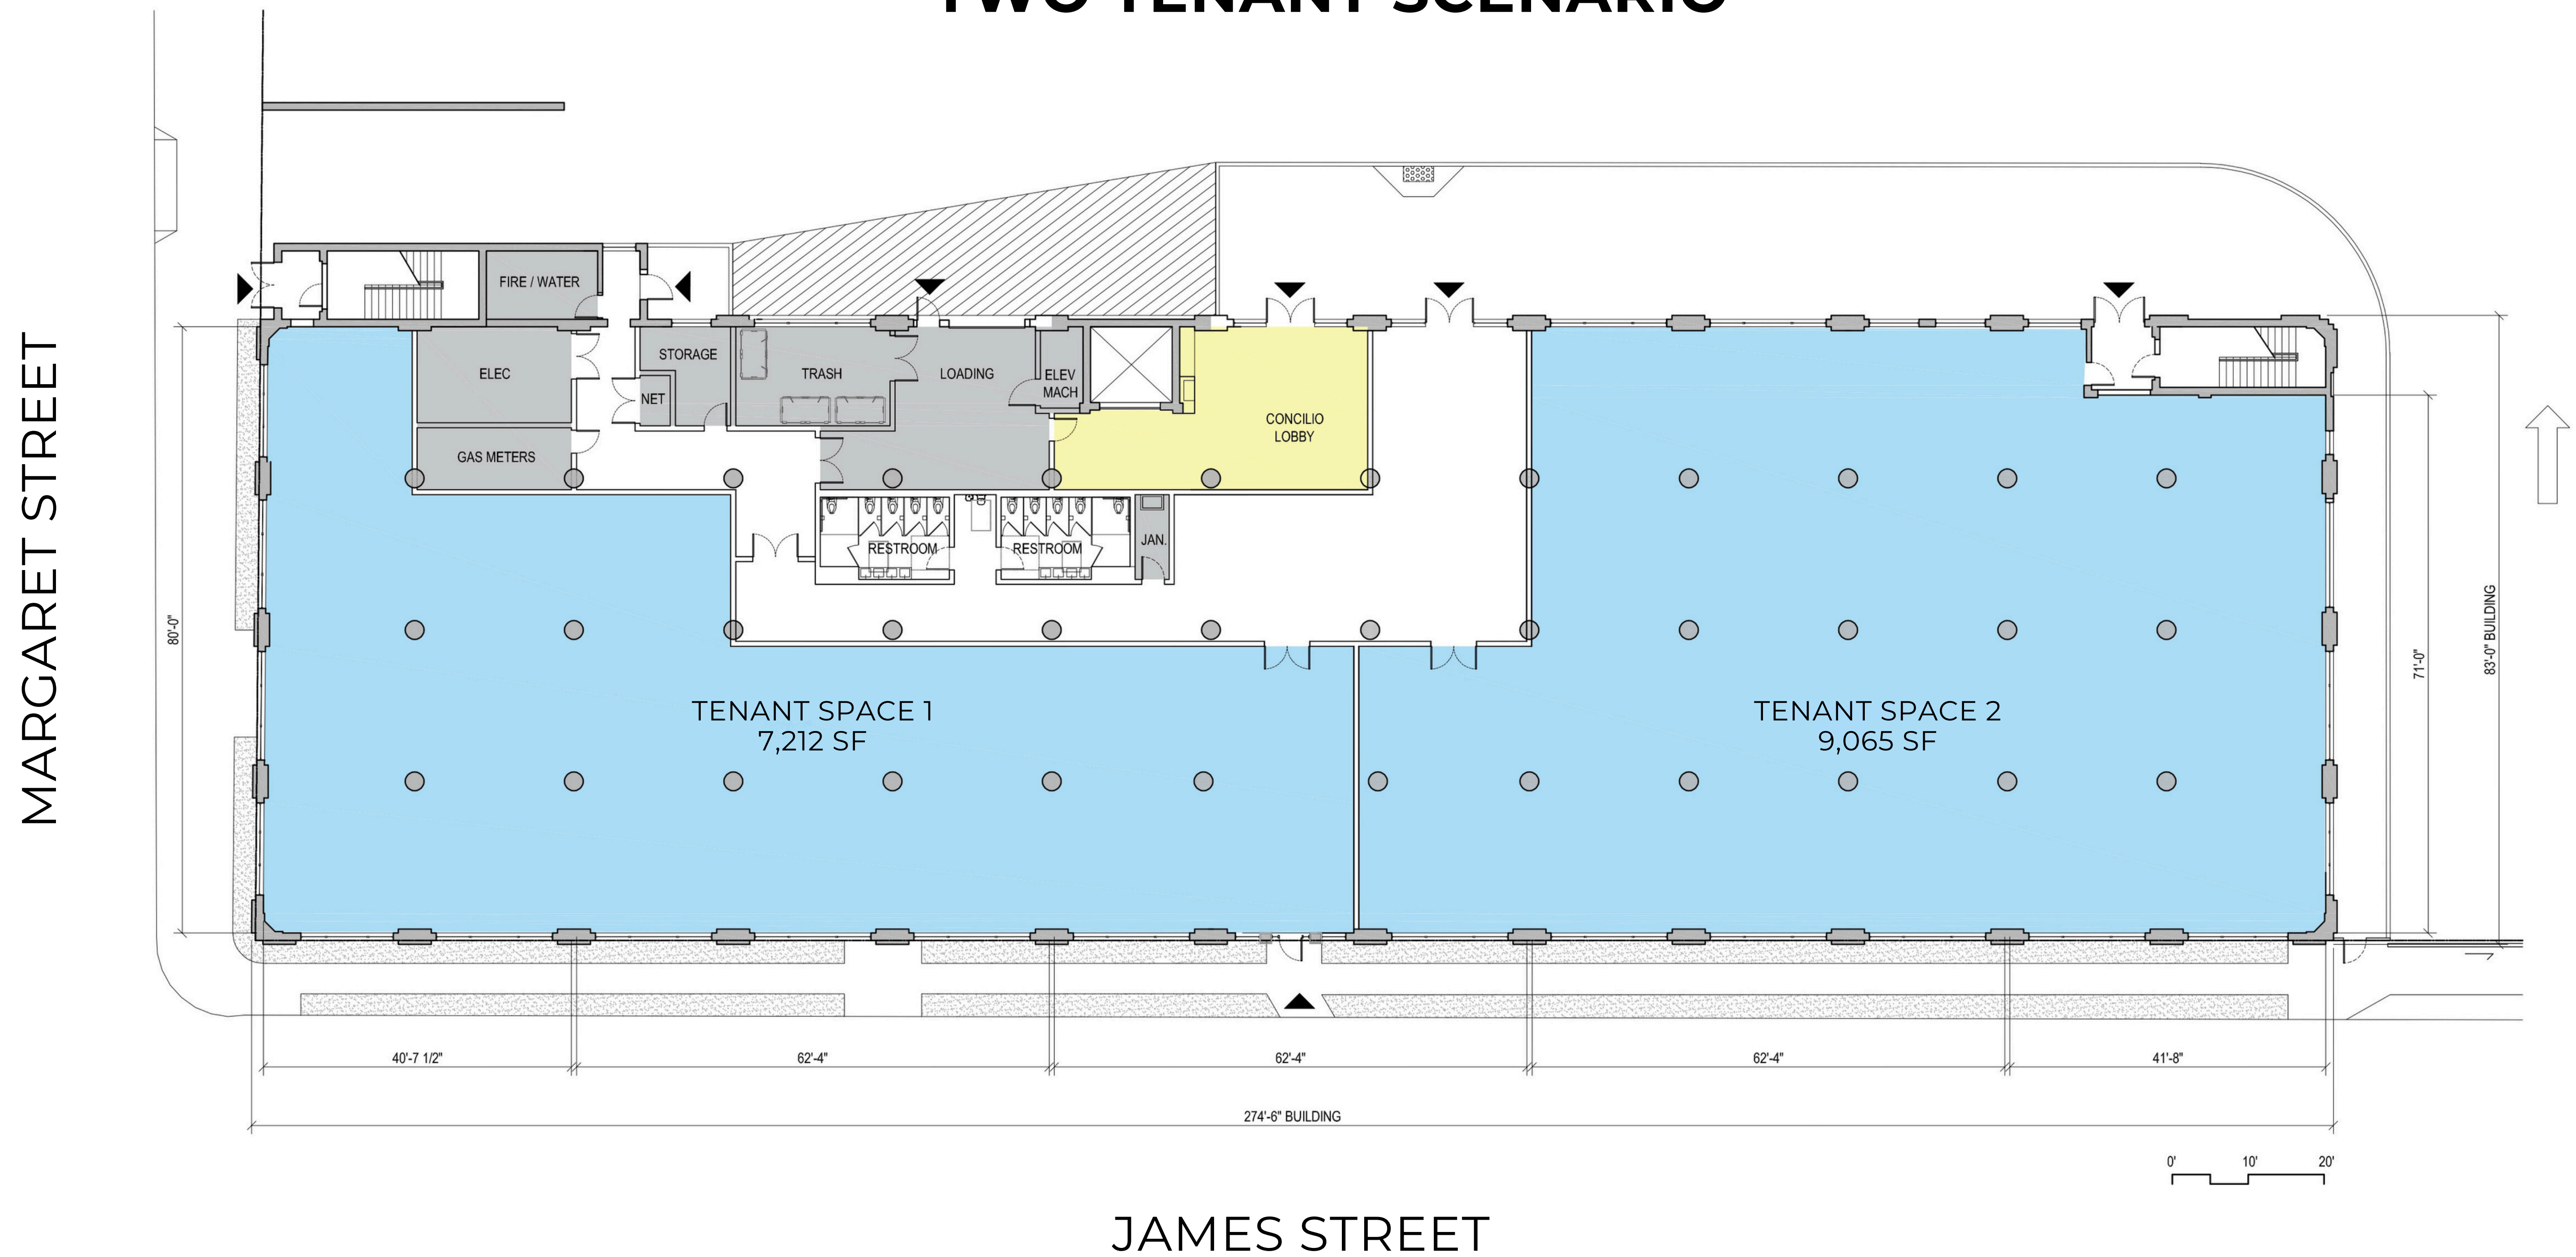 TWO TENANT SCENARIO
FIRE / WATER
STORAGE
ELEC
NET
TRASH
LOADING
ELEV
MACH
CONCILIO
LOBBY
GAS METERS
RESTROOM
RESTROOM
JAN.
MARGARET STREET
80'-0"
71'-0"
83'-0" BUILDING
TENANT SPACE 1
7,212 SF
TENANT SPACE 2
9,065 SF
40'-7 1/2"
62'-4"
62'-4"
62'-4"
41'-8"
274'-6" BUILDING
0'
10'
20'
JAMES STREET